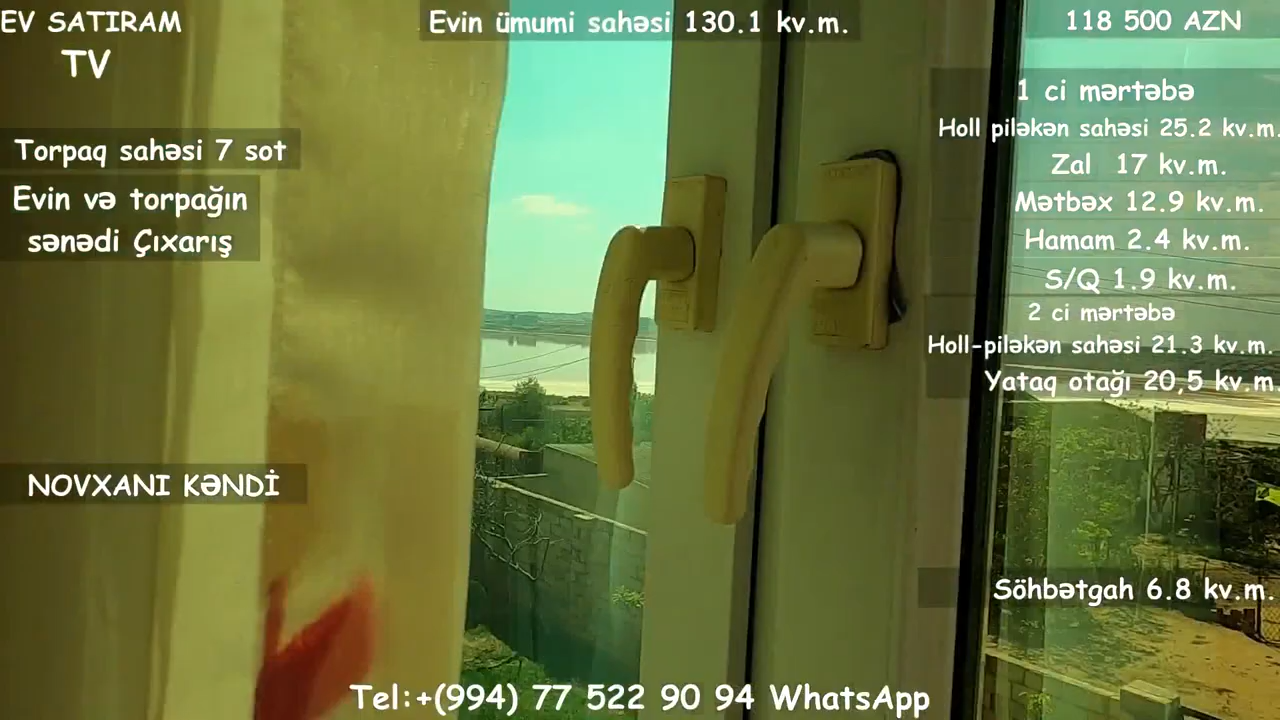 EV SATIRAM
TV
Evin ümumi sahəsi 130.1 kv.m.
118 500 AZN
Torpaq sahəsi 7 sot
Evin və torpağın
sənədi Çıxarış
NOVXANI KƏNDİ
1 ci mərtəbə
Holl piləkən sahəsi 25.2 kv.m.
Zal 17 kv.m.
Mətbəx 12.9 kv.m.
Hamam 2.4 kv.m.
S/Q 1.9 kv.m.
2 ci mərtəbə
Holl-piləkən sahəsi 21.3 kv.m.
Yataq otağı 20,5 kv.m.
Söhbətgah 6.8 kv.m.
Tel:+(994) 77 522 90 94 WhatsApp